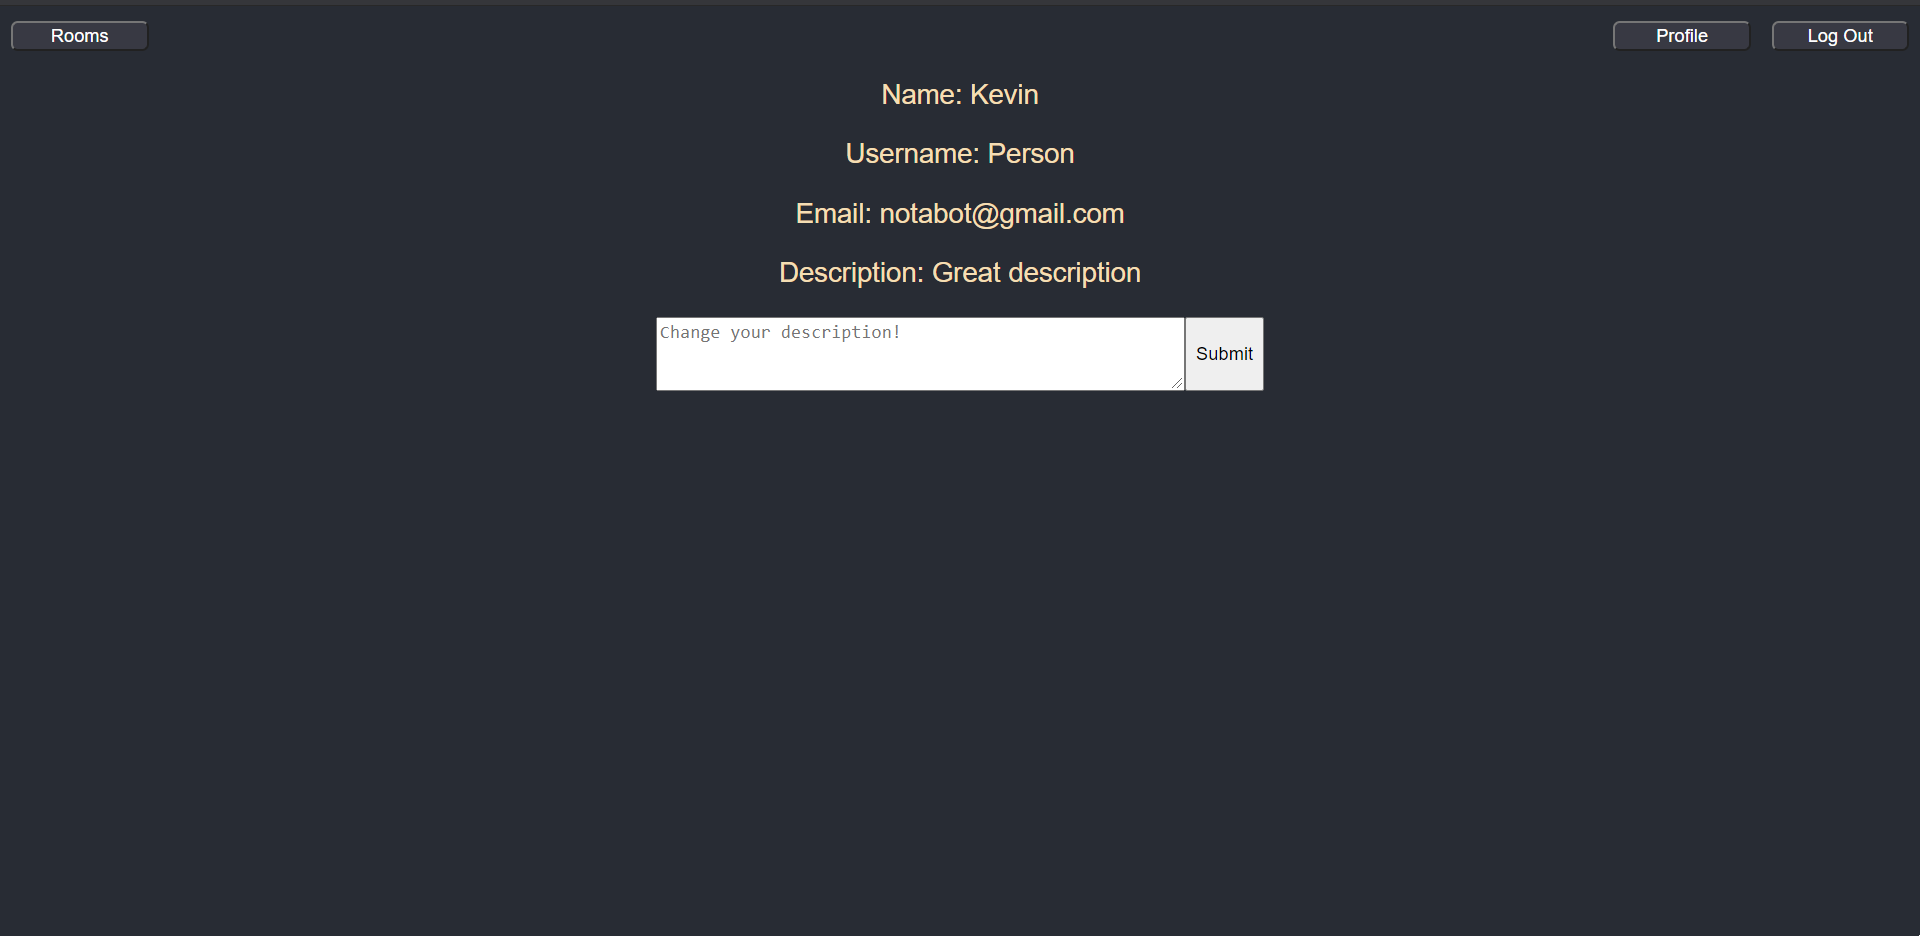 Rooms
Profile
Log Out
Name: Kevin
Username: Person
Email: notabot@gmail.com
Description: Great description
Change your description!
Submit